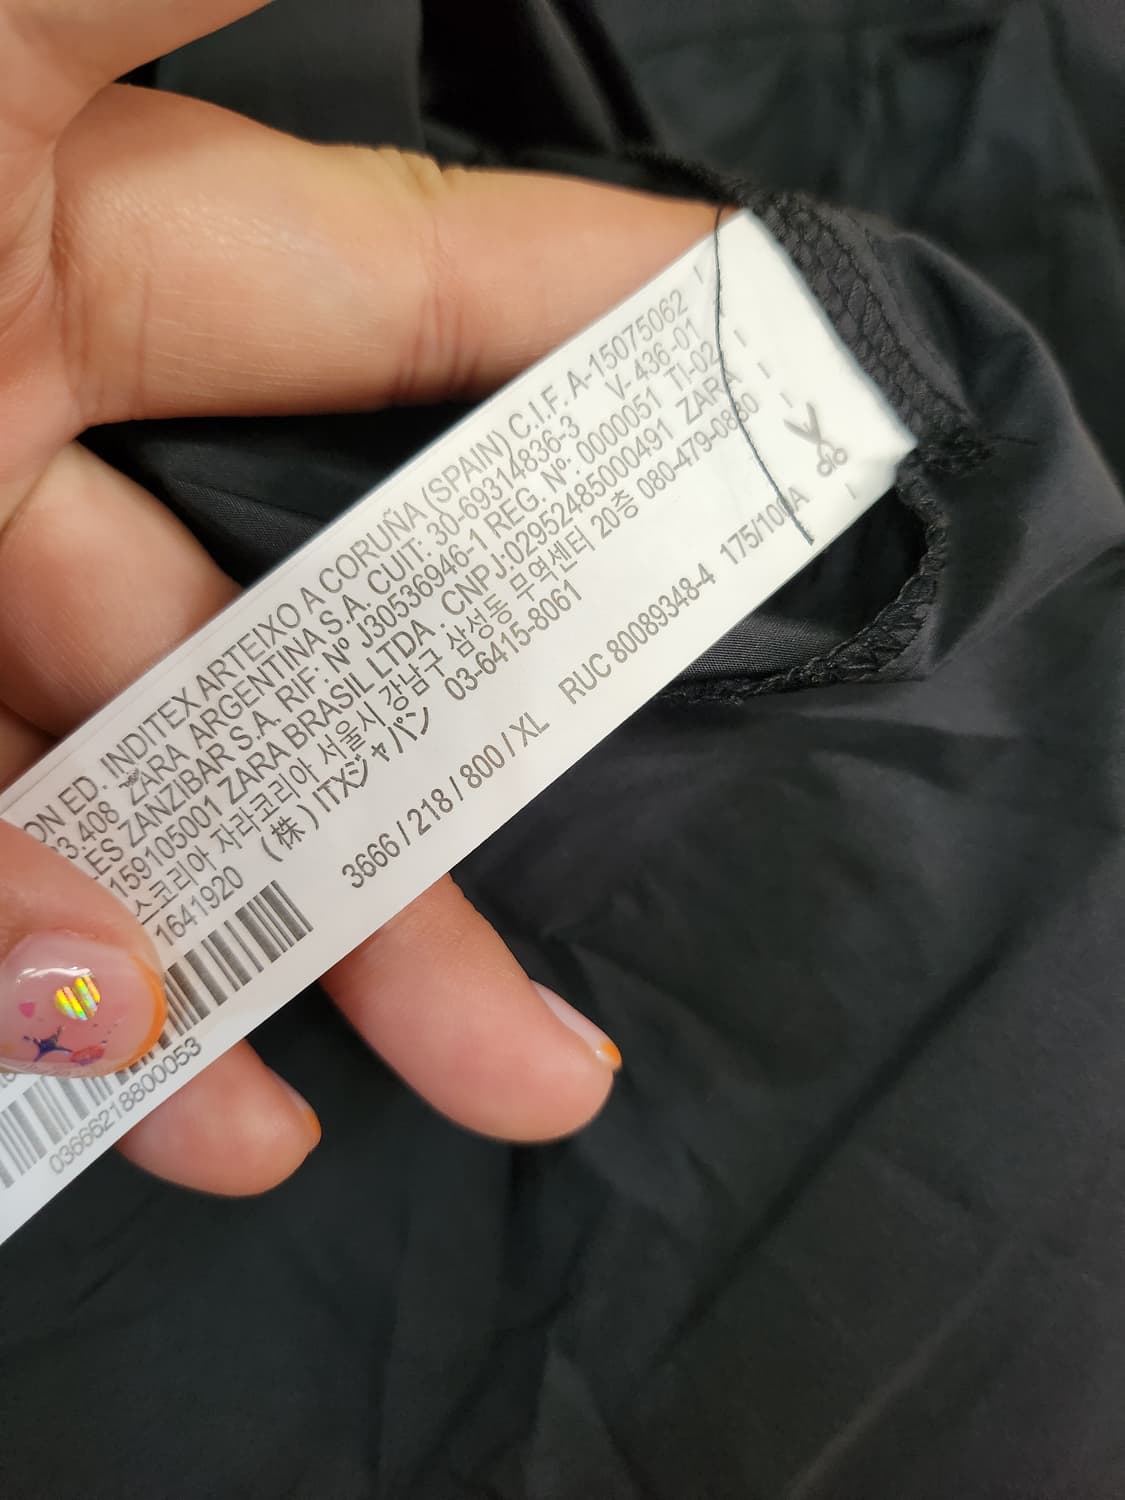 ON ED. INDITEX ARTEIXO A CORUÑA (SPAIN) C.I.F. A-15075062
3 408 ZARA ARGENTINA S.A. CUIT: 30-69314836-3 V-436-01
LES ZANZIBAR S.A. RIF: Nº J30536946-1 REG. Nº: 0000051 TI-02
159105001 ZARA BRASIL LTDA. CNPJ:02952485000491 ZARA
스코리아 자라코리아 서울시 강남구 삼성동 무역센터 20층 080-479-0880
1641920 (株) ITXジャパン 03-6415-8061
3666 / 218 / 800 / XL RUC 80089348-4 175/100A
03666218800053